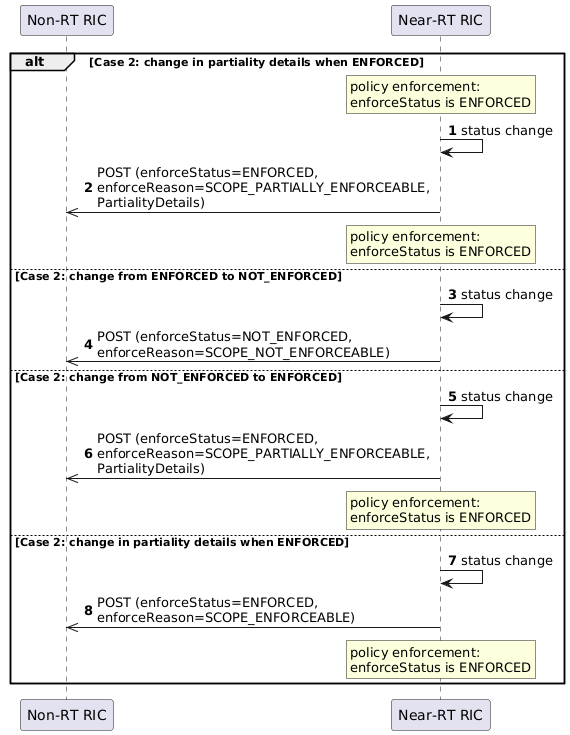 Non-RT RIC
Near-RT RIC
alt
[Case 2: change in partiality details when ENFORCED]
policy enforcement:
enforceStatus is ENFORCED
1 status change
POST (enforceStatus=ENFORCED,
2 enforceReason=SCOPE_PARTIALLY_ENFORCEABLE,
PartialityDetails)
policy enforcement:
enforceStatus is ENFORCED
[Case 2: change from ENFORCED to NOT_ENFORCED]
3 status change
POST (enforceStatus=NOT_ENFORCED,
4 enforceReason=SCOPE_NOT_ENFORCEABLE)
[Case 2: change from NOT_ENFORCED to ENFORCED]
5 status change
POST (enforceStatus=ENFORCED,
6 enforceReason=SCOPE_PARTIALLY_ENFORCEABLE,
PartialityDetails)
policy enforcement:
enforceStatus is ENFORCED
[Case 2: change in partiality details when ENFORCED]
7 status change
POST (enforceStatus=ENFORCED,
8 enforceReason=SCOPE_ENFORCEABLE)
policy enforcement:
enforceStatus is ENFORCED
Non-RT RIC
Near-RT RIC